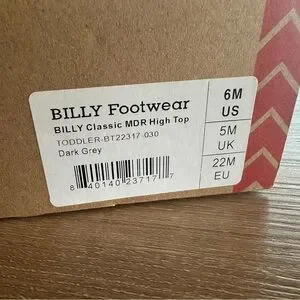 BILLY Footwear
BILLY Classic MDR High Top
TODDLER-BT22317-030
Dark Grey
8 40140 23717 7
6M
US
5M
UK
22M
EU